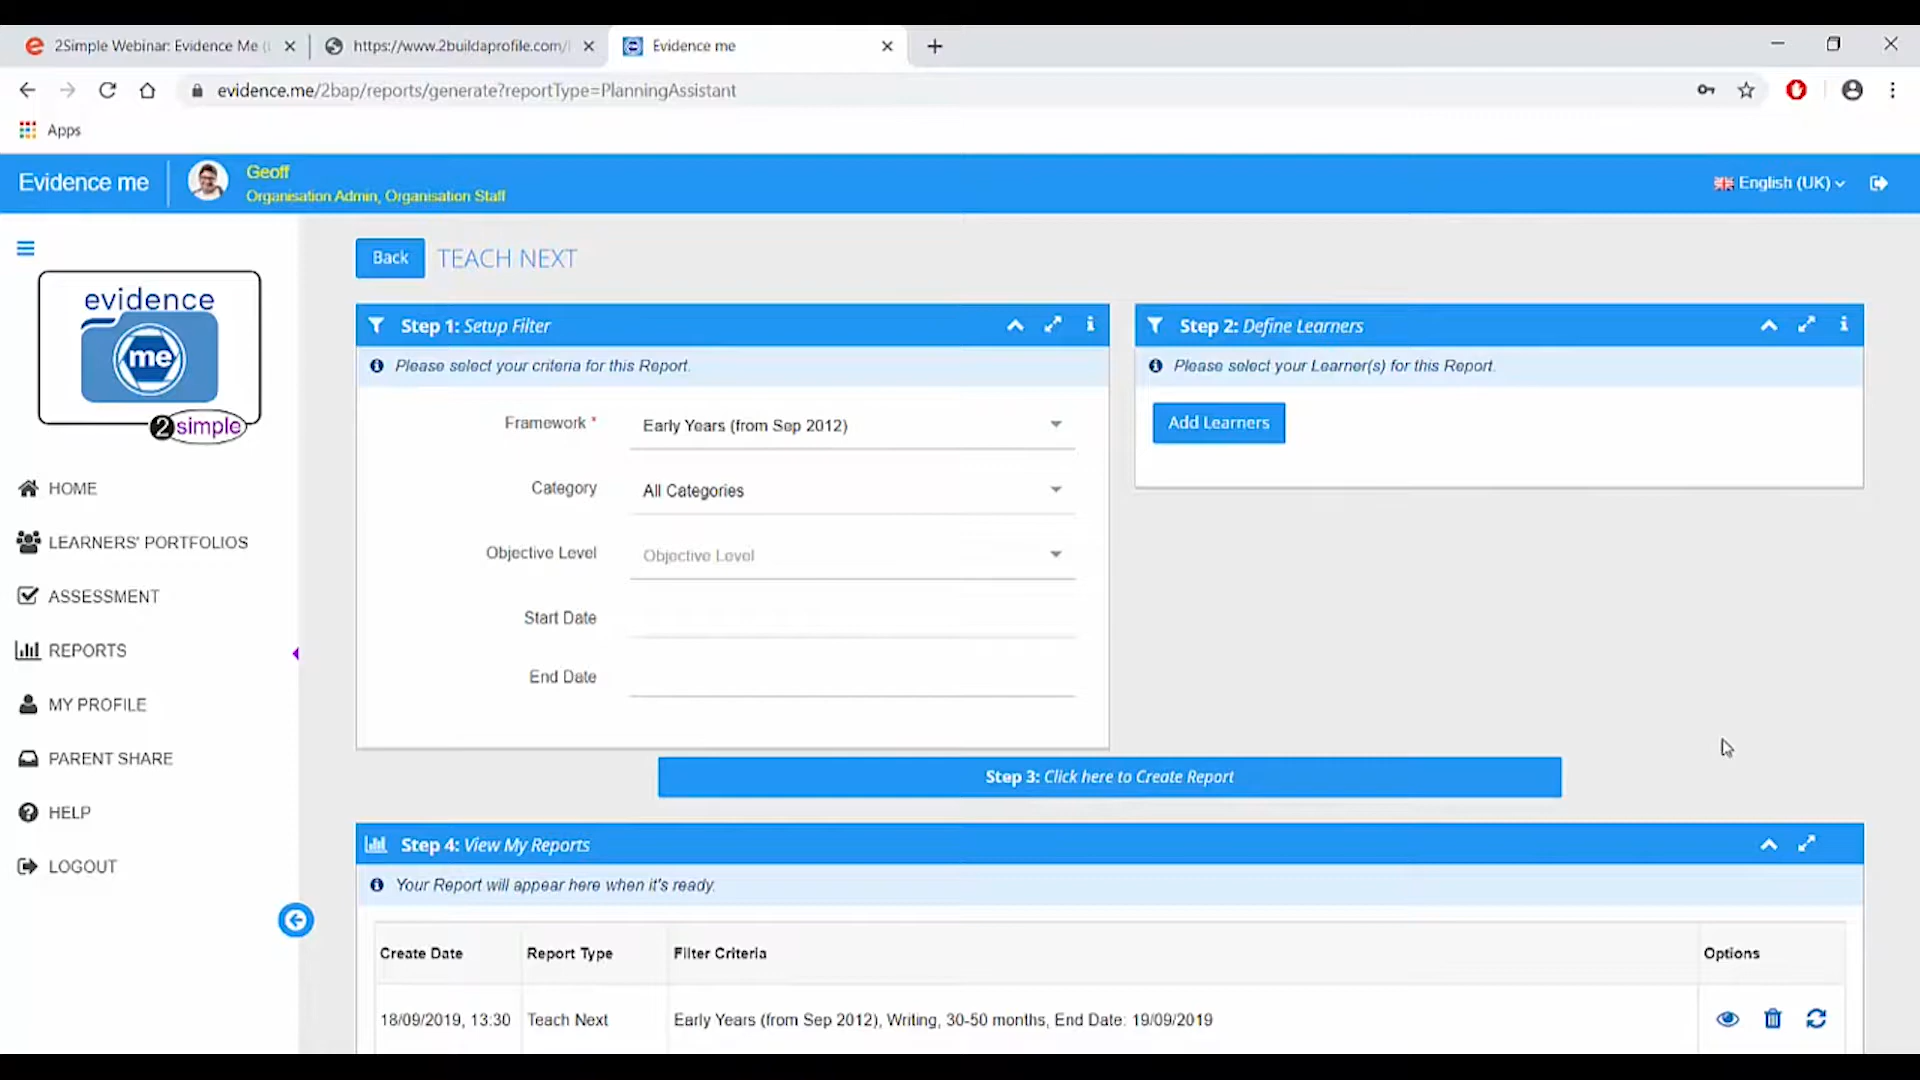 2Simple Webinar: Evidence Me
https://www.2buildaprofile.com/
Evidence me
evidence.me/2bap/reports/generate?reportType=PlanningAssistant
Apps
Evidence me
Geoff
Organisation Admin, Organisation Staff
English (UK)
evidence
me
2simple
HOME
LEARNERS' PORTFOLIOS
ASSESSMENT
REPORTS
MY PROFILE
PARENT SHARE
HELP
LOGOUT
Back
TEACH NEXT
Step 1: Setup Filter
Please select your criteria for this Report.
Framework *
Early Years (from Sep 2012)
Category
All Categories
Objective Level
Objective Level
Start Date
End Date
Step 2: Define Learners
Please select your Learner(s) for this Report.
Add Learners
Step 3: Click here to Create Report
Step 4: View My Reports
Your Report will appear here when it's ready.
Create Date Report Type Filter Criteria Options
18/09/2019, 13:30 Teach Next Early Years (from Sep 2012), Writing, 30-50 months, End Date: 19/09/2019